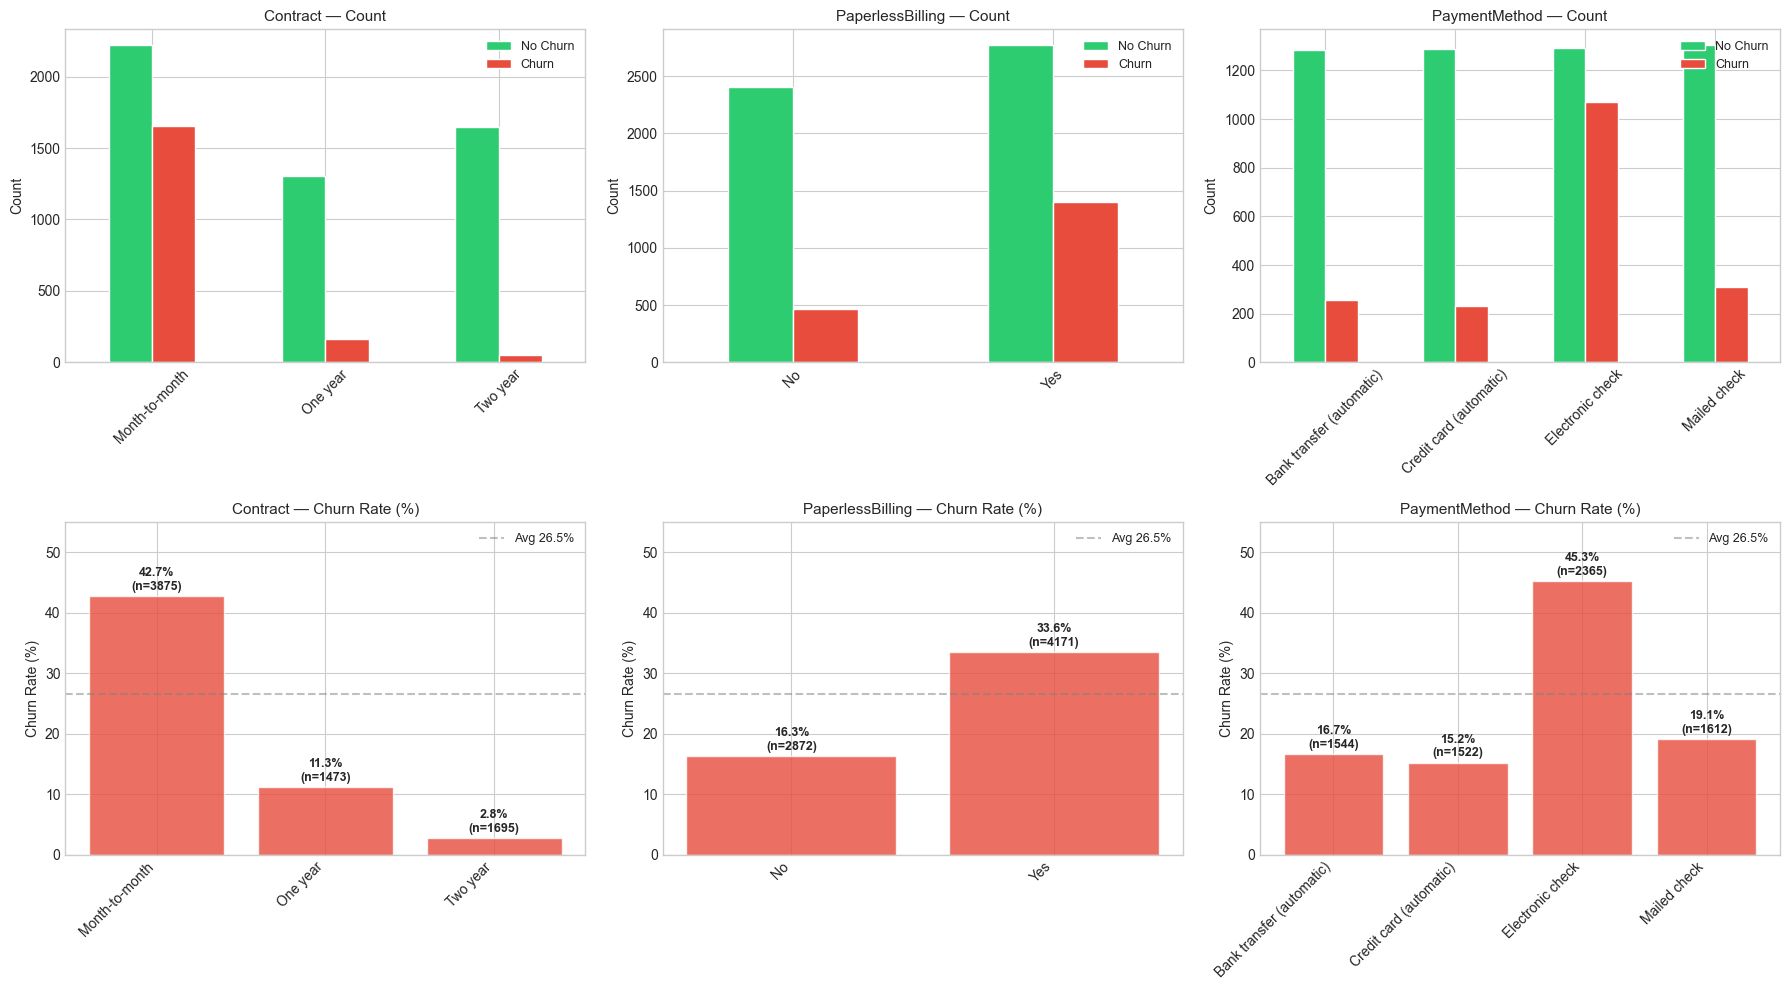 Contract — Count
Count
2000
1500
1000
500
0
No Churn
Churn
Month-to-month
One year
Two year
PaperlessBilling — Count
Count
2500
2000
1500
1000
500
0
No Churn
Churn
No
Yes
PaymentMethod — Count
Count
1200
1000
800
600
400
200
0
No Churn
Churn
Bank transfer (automatic)
Credit card (automatic)
Electronic check
Mailed check
Contract — Churn Rate (%)
Churn Rate (%)
50
40
30
20
10
0
Avg 26.5%
42.7%
(n=3875)
11.3%
(n=1473)
2.8%
(n=1695)
Month-to-month
One year
Two year
PaperlessBilling — Churn Rate (%)
Churn Rate (%)
50
40
30
20
10
0
Avg 26.5%
16.3%
(n=2872)
33.6%
(n=4171)
No
Yes
PaymentMethod — Churn Rate (%)
Churn Rate (%)
50
40
30
20
10
0
Avg 26.5%
16.7%
(n=1544)
15.2%
(n=1522)
45.3%
(n=2365)
19.1%
(n=1612)
Bank transfer (automatic)
Credit card (automatic)
Electronic check
Mailed check